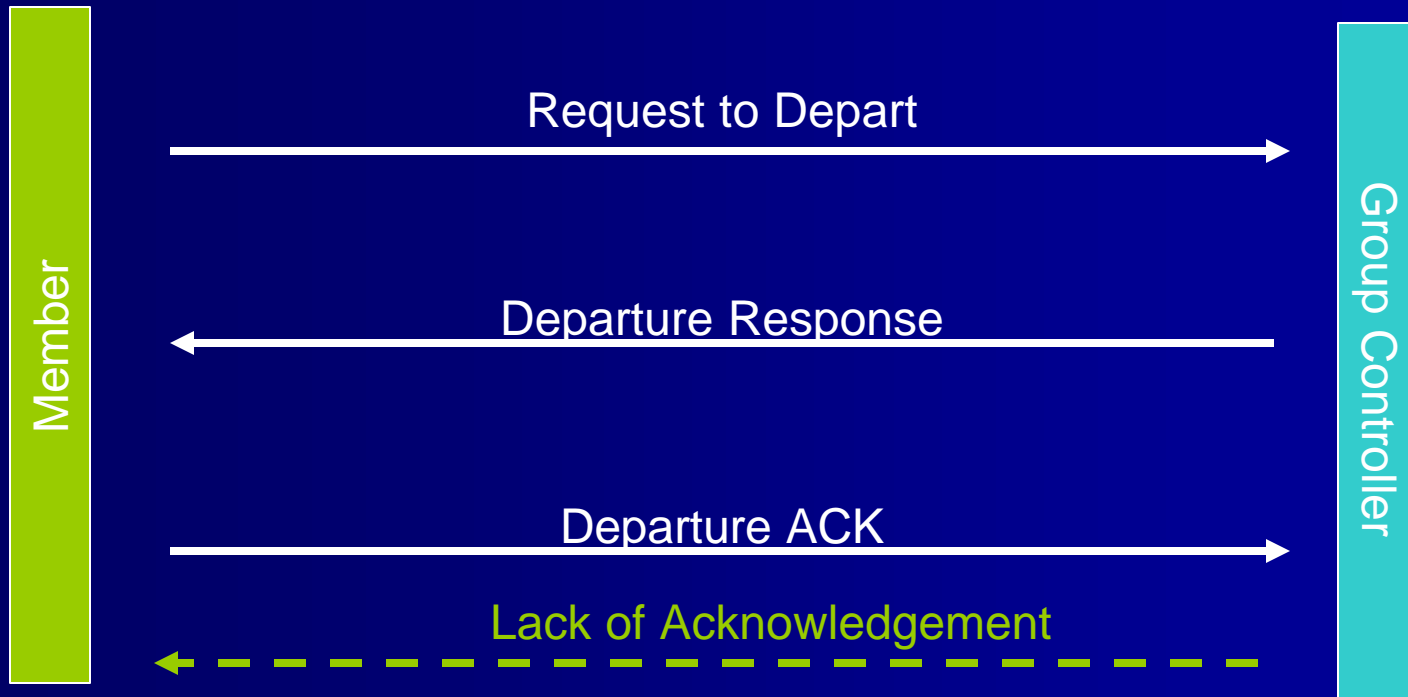 Request to Depart
Member
Group Controller
Departure Response
Departure ACK
Lack of Acknowledgement